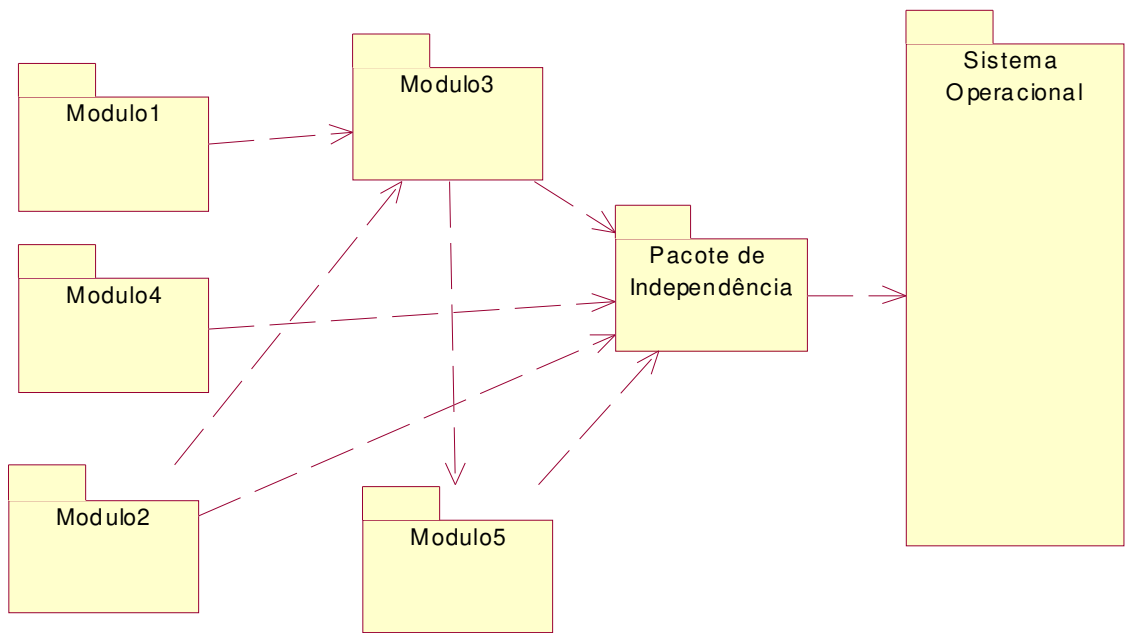 Modulo1
Modulo3
Sistema
Operacional
Modulo4
Pacote de
Independência
Modulo2
Modulo5